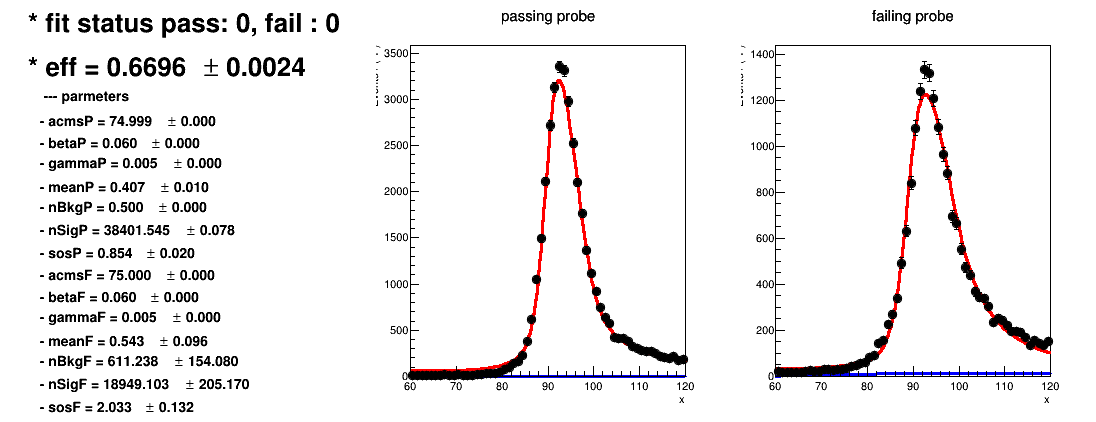 * fit status pass: 0, fail : 0
* eff = 0.6696 ± 0.0024
--- parmeters
- acmsP = 74.999 ± 0.000
- betaP = 0.060 ± 0.000
- gammaP = 0.005 ± 0.000
- meanP = 0.407 ± 0.010
- nBkgP = 0.500 ± 0.000
- nSigP = 38401.545 ± 0.078
- sosP = 0.854 ± 0.020
- acmsF = 75.000 ± 0.000
- betaF = 0.060 ± 0.000
- gammaF = 0.005 ± 0.000
- meanF = 0.543 ± 0.096
- nBkgF = 611.238 ± 154.080
- nSigF = 18949.103 ± 205.170
- sosF = 2.033 ± 0.132
passing probe
3500
3000
2500
2000
1500
1000
500
0
60 70 80 90 100 110 120
x
failing probe
1400
1200
1000
800
600
400
200
0
60 70 80 90 100 110 120
x